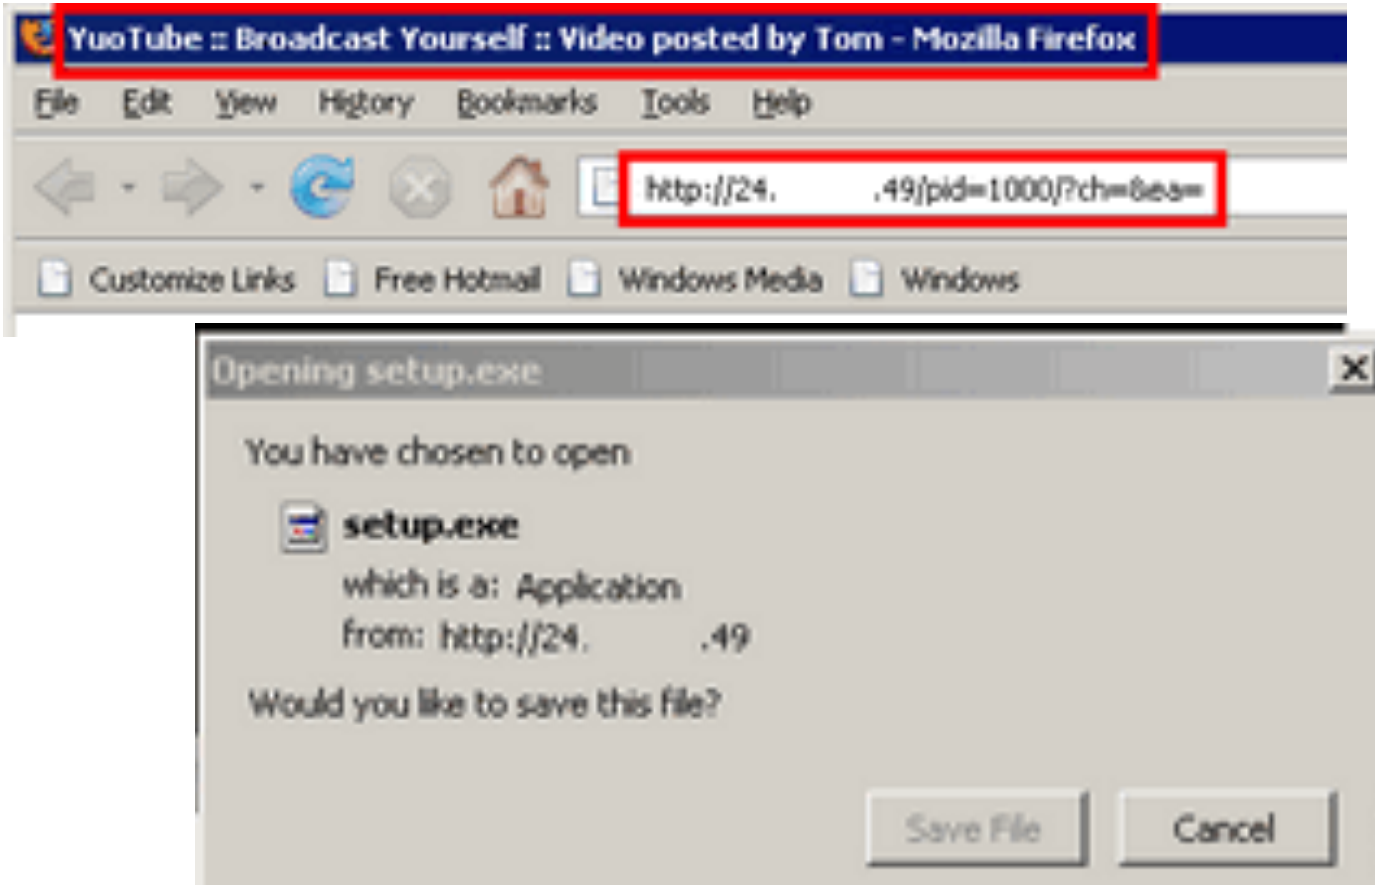 YuoTube :: Broadcast Yourself :: Video posted by Tom - Mozilla Firefox
File Edit View History Bookmarks Tools Help
http://24. .49/pid=1000/?ch=&ea=
Customize Links Free Hotmail Windows Media Windows
Opening setup.exe
You have chosen to open
setup.exe
which is a: Application
from: http://24. .49
Would you like to save this file?
Save File Cancel